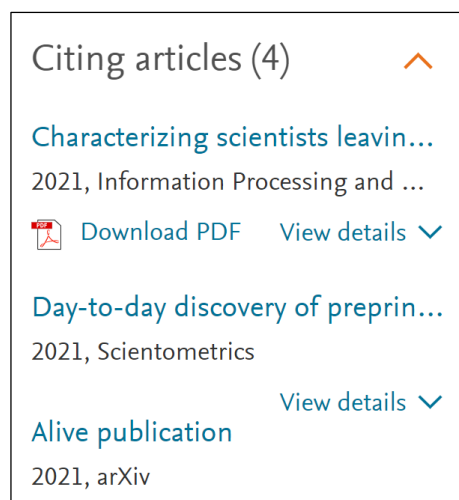 Citing articles (4)
Characterizing scientists leavin...
2021, Information Processing and ...
PDF
Download PDF View details
Day-to-day discovery of preprin...
2021, Scientometrics
View details
Alive publication
2021, arXiv